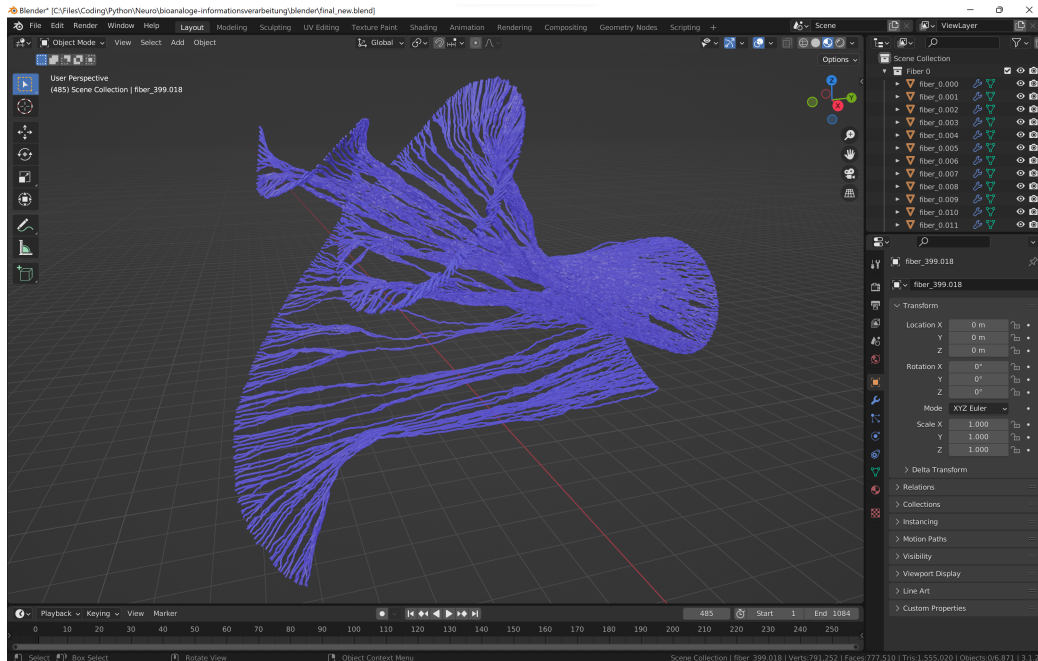 Blender* [C:\Files\Coding\Python\Neuro\bioanaloge-informationsverarbeitung\blender\final_new.blend]
File Edit Render Window Help Layout Modeling Sculpting UV Editing Texture Paint Shading Animation Rendering Compositing Geometry Nodes Scripting + Scene ViewLayer
Object Mode View Select Add Object Global
Options
User Perspective
(485) Scene Collection | fiber_399.018
Z
Y
X
Scene Collection
Fiber 0
fiber_0.000
fiber_0.001
fiber_0.002
fiber_0.003
fiber_0.004
fiber_0.005
fiber_0.006
fiber_0.007
fiber_0.008
fiber_0.009
fiber_0.010
fiber_0.011
fiber_399.018
fiber_399.018
Transform
Location X 0 m
Y 0 m
Z 0 m
Rotation X 0°
Y 0°
Z 0°
Mode XYZ Euler
Scale X 1.000
Y 1.000
Z 1.000
Delta Transform
Relations
Collections
Instancing
Motion Paths
Visibility
Viewport Display
Line Art
Custom Properties
Playback Keying View Marker 485 Start 1 End 1084
0 10 20 30 40 50 60 70 80 90 100 110 120 130 140 150 160 170 180 190 200 210 220 230 240 250
Select Box Select Rotate View Object Context Menu Scene Collection | fiber_399.018 | Verts:791,252 | Faces:777,510 | Tris:1,555,020 | Objects:0/6,871 | 3.1.2